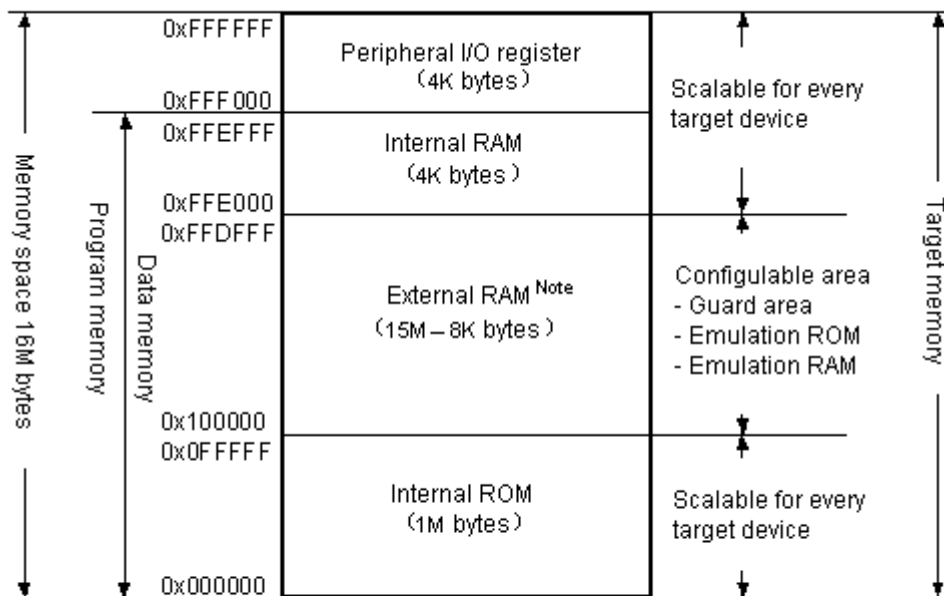 0xFFFFFF
Peripheral I/O register
(4K bytes)
0xFFF000
0xFFEFFF
Internal RAM
(4K bytes)
0xFFE000
0xFFDFFF
External RAM Note
(15M – 8K bytes)
0x100000
0x0FFFFF
Internal ROM
(1M bytes)
0x000000
Memory space 16M bytes
Program memory
Data memory
Scalable for every
target device
Configulable area
- Guard area
- Emulation ROM
- Emulation RAM
Scalable for every
target device
Target memory